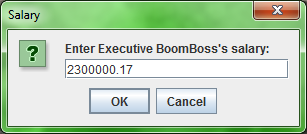 Salary
Enter Executive BoomBoss's salary:
2300000.17
OK
Cancel